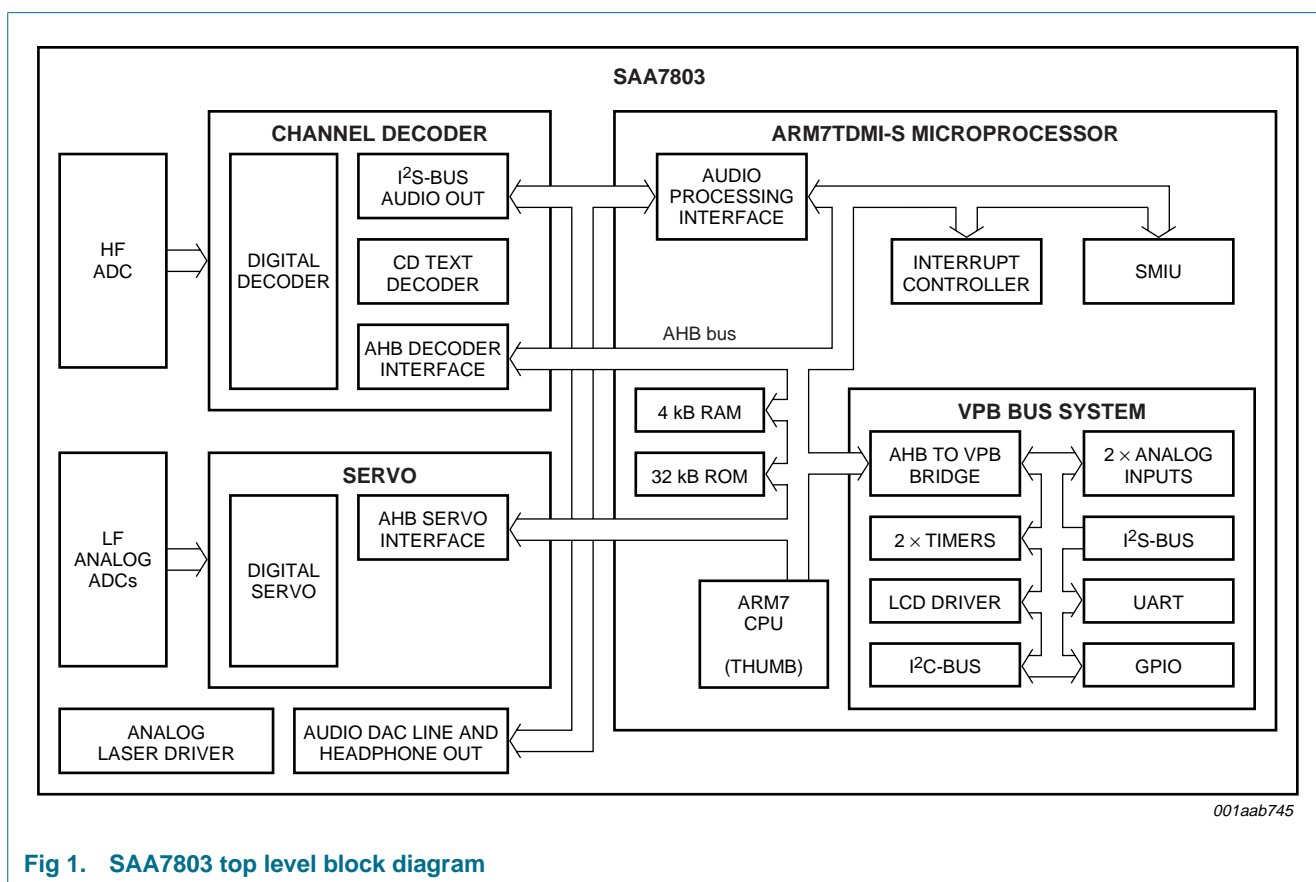 SAA7803
CHANNEL DECODER
HF
ADC
DIGITAL
DECODER
I²S-BUS
AUDIO OUT
CD TEXT
DECODER
AHB DECODER
INTERFACE
ARM7TDMI-S MICROPROCESSOR
AUDIO
PROCESSING
INTERFACE
INTERRUPT
CONTROLLER
SMIU
AHB bus
4 kB RAM
32 kB ROM
ARM7
CPU
(THUMB)
VPB BUS SYSTEM
AHB TO VPB
BRIDGE
2 × ANALOG
INPUTS
2 × TIMERS
I²S-BUS
LCD DRIVER
UART
I²C-BUS
GPIO
SERVO
LF
ANALOG
ADCs
DIGITAL
SERVO
AHB SERVO
INTERFACE
ANALOG
LASER DRIVER
AUDIO DAC LINE AND
HEADPHONE OUT
001aab745
Fig 1. SAA7803 top level block diagram